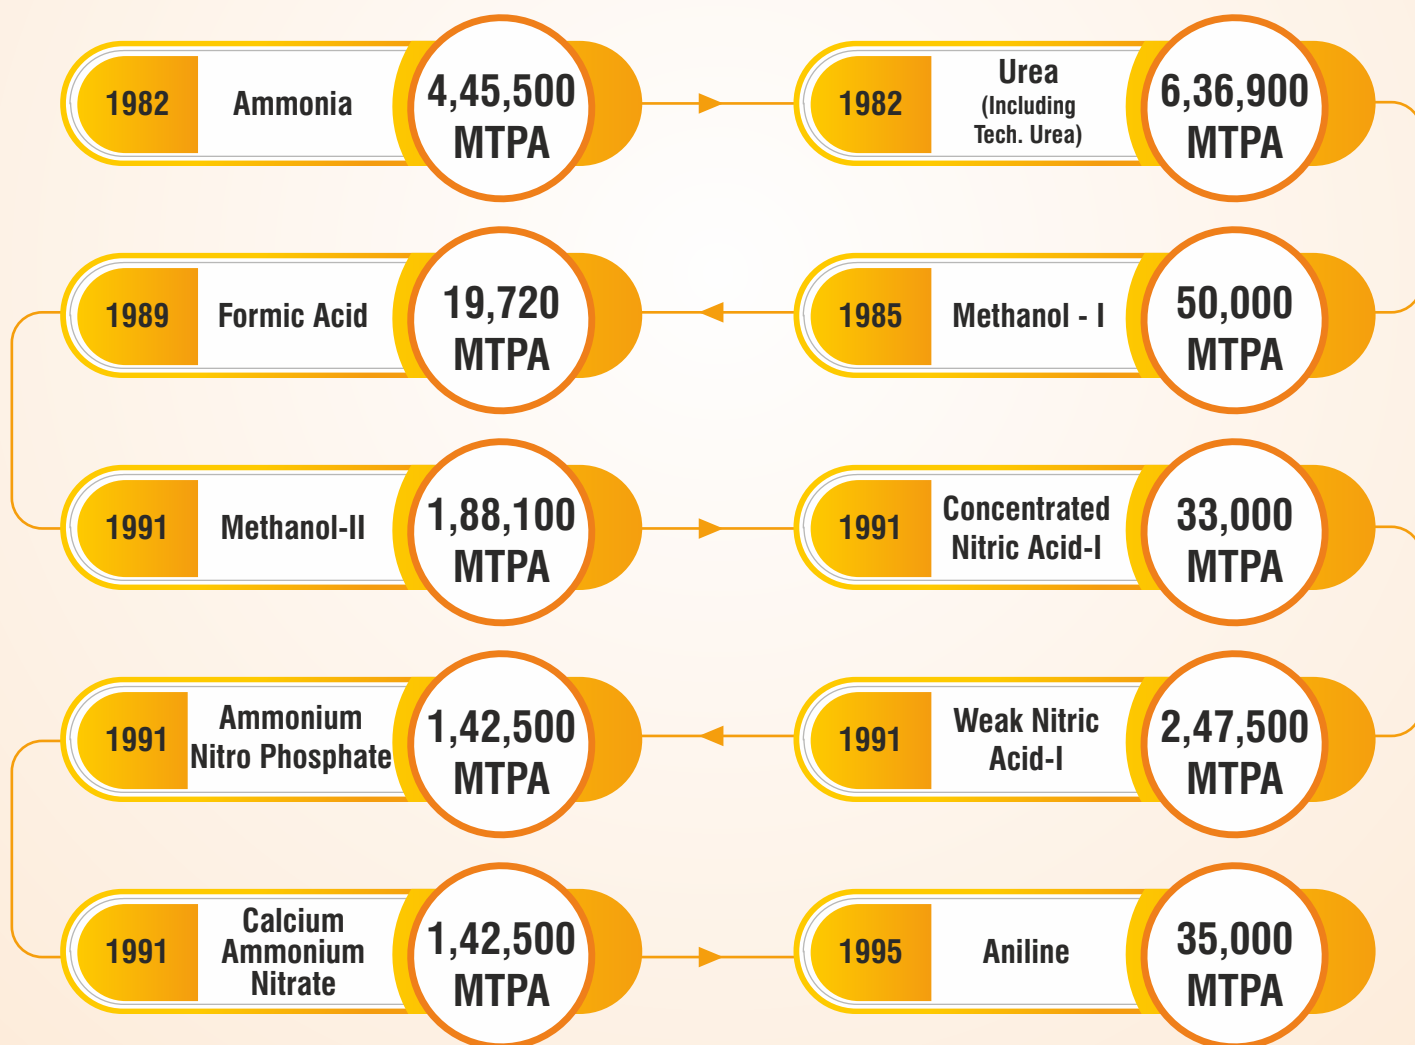 1982
Ammonia
4,45,500
MTPA
1982
Urea
(Including
Tech. Urea)
6,36,900
MTPA
1985
Methanol - I
50,000
MTPA
1989
Formic Acid
19,720
MTPA
1991
Methanol-II
1,88,100
MTPA
1991
Concentrated
Nitric Acid-I
33,000
MTPA
1991
Weak Nitric
Acid-I
2,47,500
MTPA
1991
Ammonium
Nitro Phosphate
1,42,500
MTPA
1991
Calcium
Ammonium
Nitrate
1,42,500
MTPA
1995
Aniline
35,000
MTPA